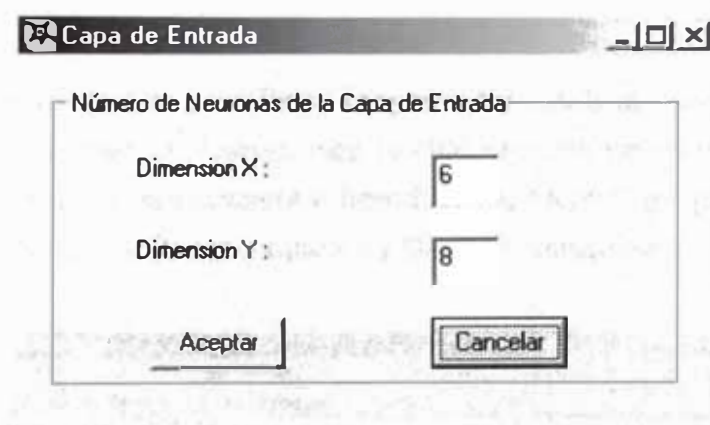 Capa de Entrada
Número de Neuronas de la Capa de Entrada
Dimension X : 6
Dimension Y : 8
Aceptar Cancelar